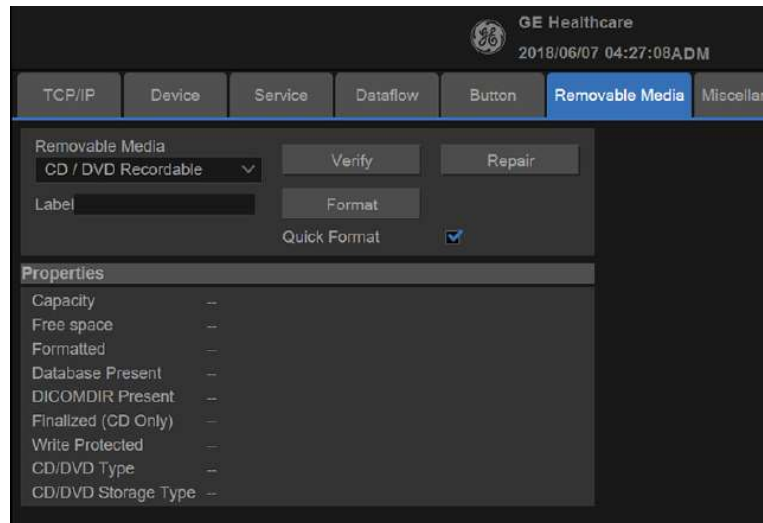 GE Healthcare
2018/06/07 04:27:08ADM
TCP/IP Device Service Dataflow Button Removable Media Miscellan
Removable Media
CD / DVD Recordable Verify Repair
Label Format
Quick Format
Properties
Capacity --
Free space --
Formatted --
Database Present --
DICOMDIR Present --
Finalized (CD Only) --
Write Protected --
CD/DVD Type --
CD/DVD Storage Type --